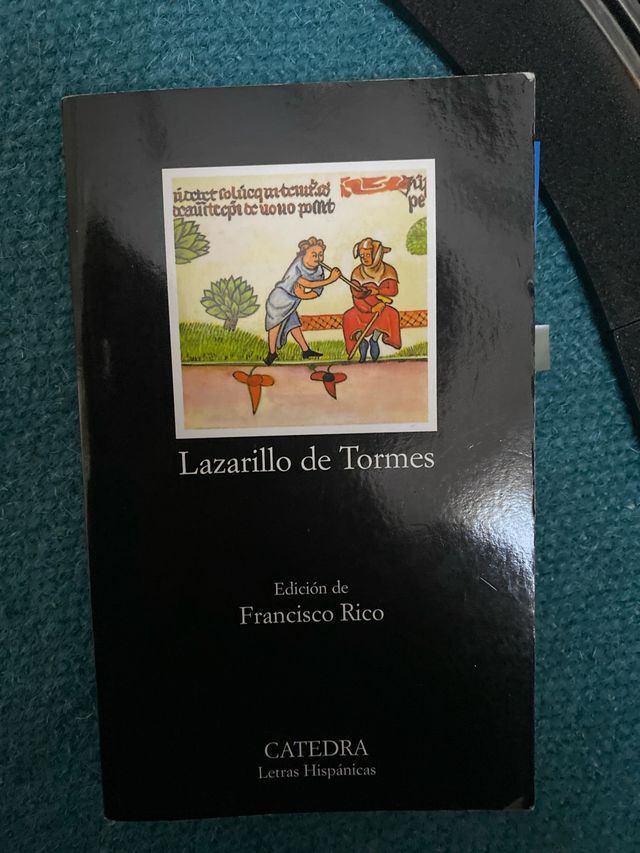 Lazarillo de Tormes
Edición de
Francisco Rico
CATEDRA
Letras Hispánicas